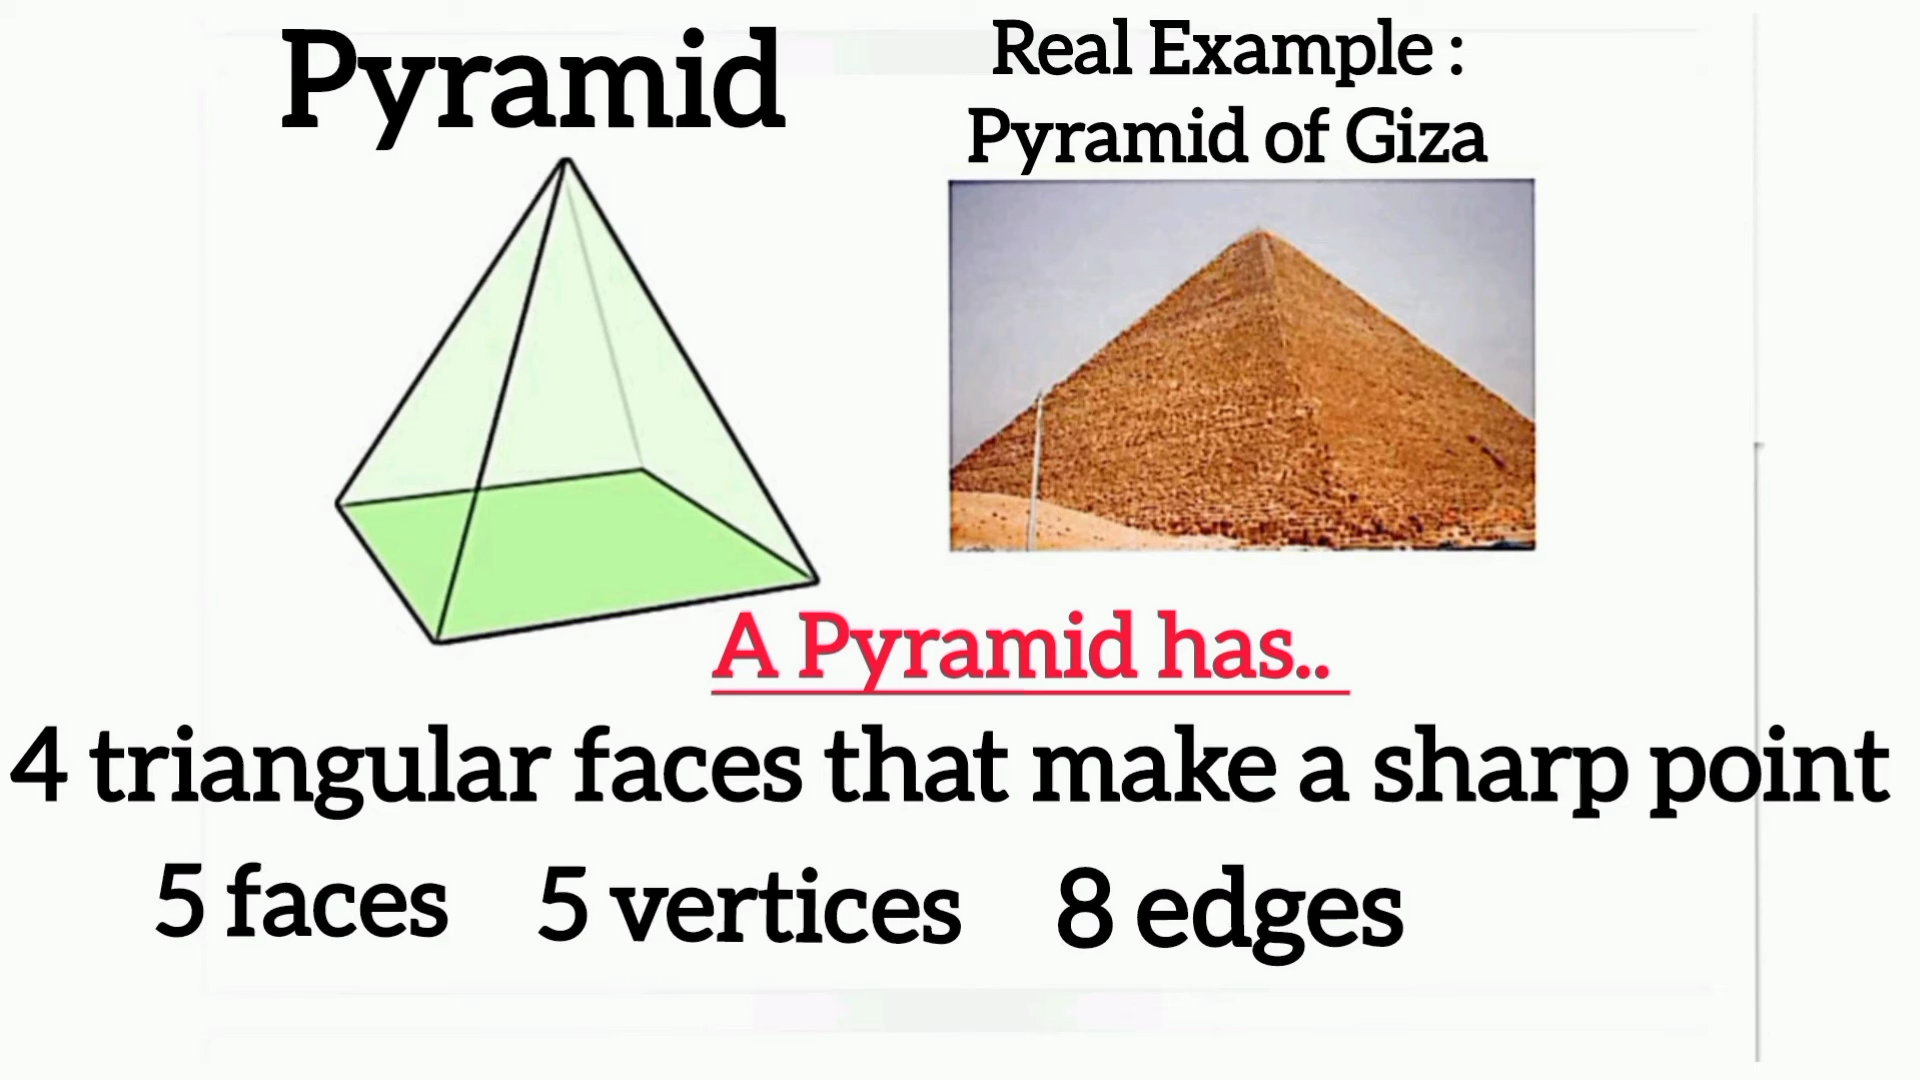 Pyramid
Real Example :
Pyramid of Giza
A Pyramid has..
4 triangular faces that make a sharp point
5 faces 5 vertices 8 edges